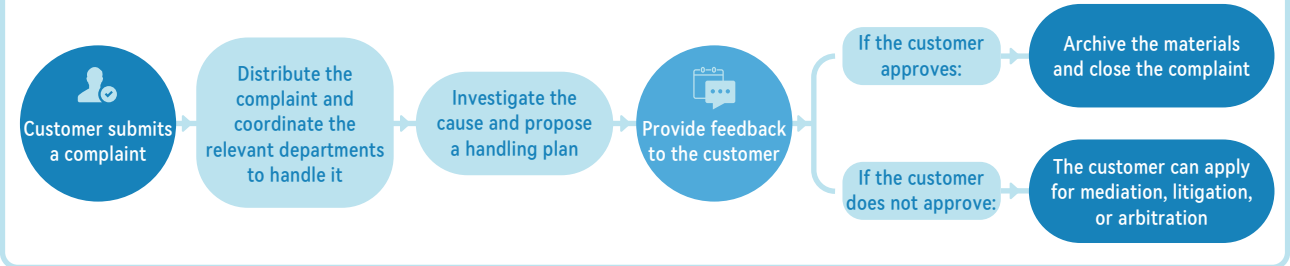 Customer submits
a complaint
Distribute the
complaint and
coordinate the
relevant departments
to handle it
Investigate the
cause and propose
a handling plan
Provide feedback
to the customer
If the customer
approves:
Archive the materials
and close the complaint
If the customer
does not approve:
The customer can apply
for mediation, litigation,
or arbitration